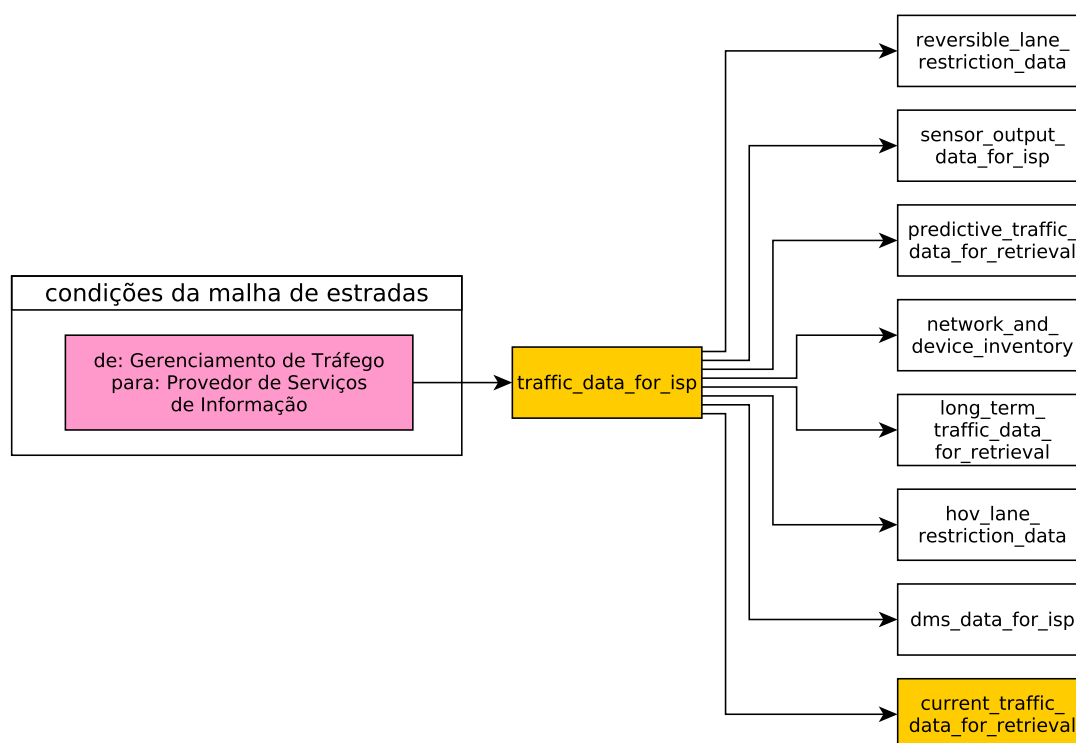 condições da malha de estradas
de: Gerenciamento de Tráfego
para: Provedor de Serviços
de Informação
traffic_data_for_isp
reversible_lane_
restriction_data
sensor_output_
data_for_isp
predictive_traffic_
data_for_retrieval
network_and_
device_inventory
long_term_
traffic_data_
for_retrieval
hov_lane_
restriction_data
dms_data_for_isp
current_traffic_
data_for_retrieval